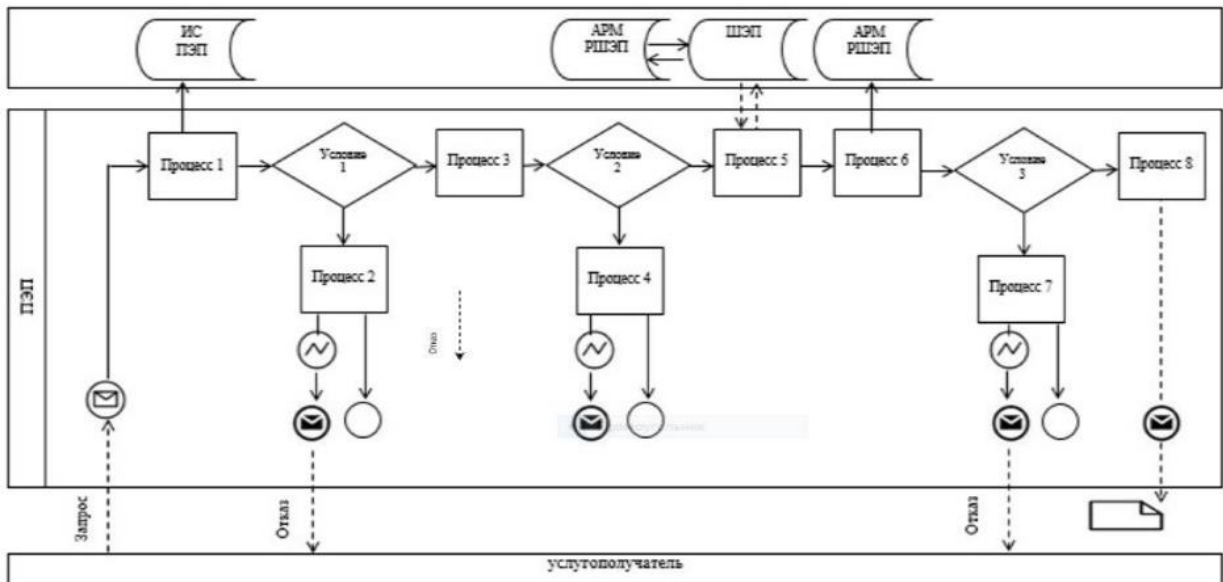 ИС
ПЭП
АРМ
РШЭП
ШЭП
АРМ
РШЭП
ПЭП
Процесс 1
Условие
1
Процесс 3
Условие
2
Процесс 5
Процесс 6
Условие
3
Процесс 8
Процесс 2
Процесс 4
Процесс 7
Отказ
Запрос
Отказ
Отказ
услугополучатель